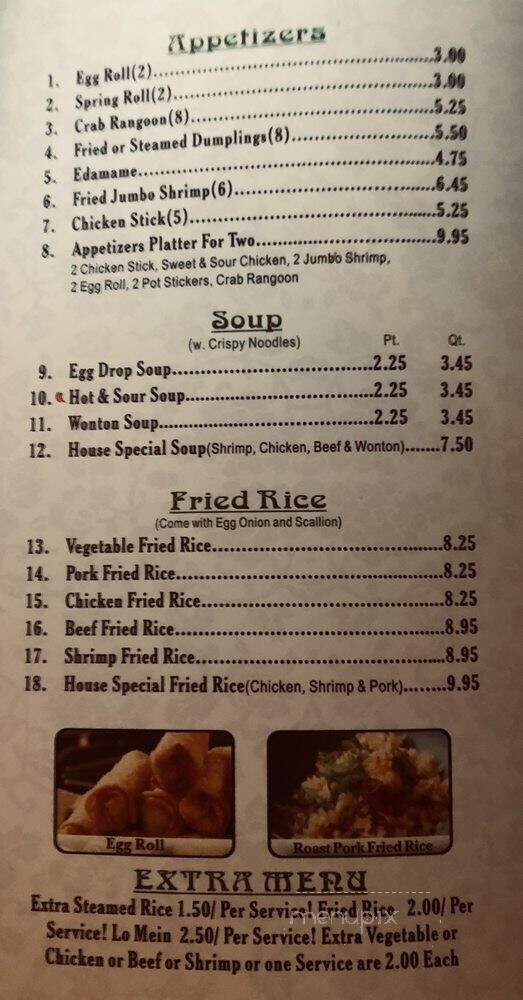 Appetizers
1. Egg Roll(2)........3.00
2. Spring Roll(2)........3.00
3. Crab Rangoon(8)........5.25
4. Fried or Steamed Dumplings(8)........5.50
5. Edamame........4.75
6. Fried Jumbo Shrimp(6)........6.45
7. Chicken Stick(5)........5.25
8. Appetizers Platter For Two........9.95
2 Chicken Stick, Sweet & Sour Chicken, 2 Jumbo Shrimp,
2 Egg Roll, 2 Pot Stickers, Crab Rangoon
Soup
(w. Crispy Noodles) Pt. Qt.
9. Egg Drop Soup........2.25 3.45
10. Hot & Sour Soup........2.25 3.45
11. Wonton Soup........2.25 3.45
12. House Special Soup(Shrimp, Chicken, Beef & Wonton).......7.50
Fried Rice
(Come with Egg Onion and Scallion)
13. Vegetable Fried Rice........8.25
14. Pork Fried Rice........8.25
15. Chicken Fried Rice........8.25
16. Beef Fried Rice........8.95
17. Shrimp Fried Rice........8.95
18. House Special Fried Rice(Chicken, Shrimp & Pork)........9.95
Egg Roll Roast Pork Fried Rice
EXTRA MENU
Extra Steamed Rice 1.50/ Per Service! Fried Rice 2.00/ Per
Service! Lo Mein 2.50/ Per Service! Extra Vegetable or
Chicken or Beef or Shrimp or one Service are 2.00 Each
menupix